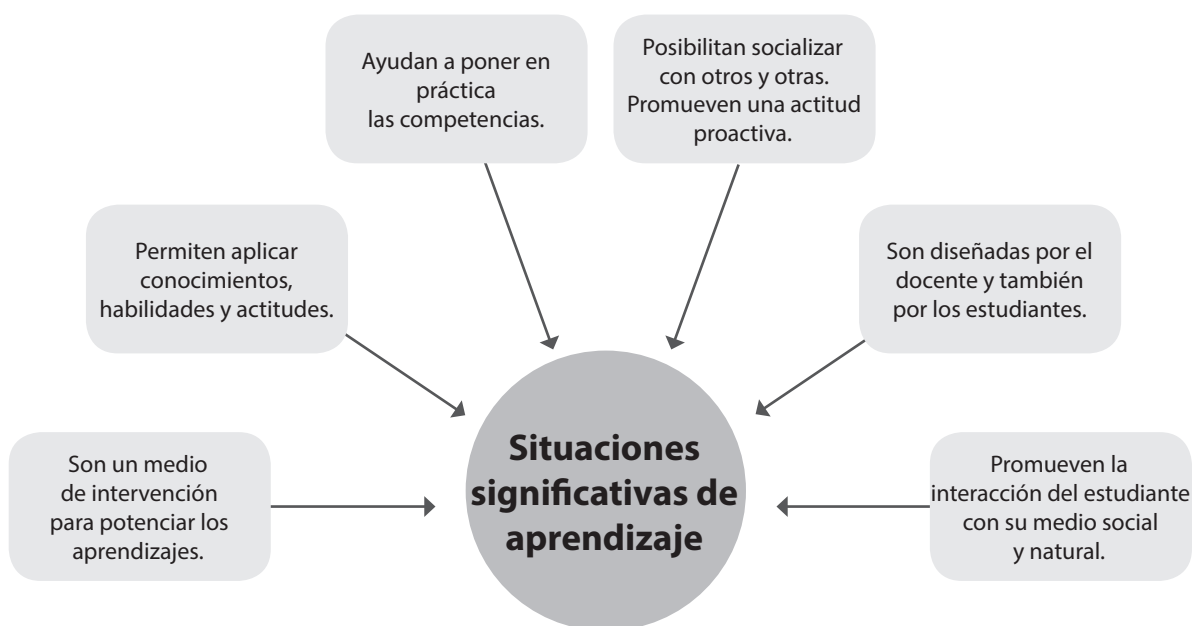 Ayudan a poner en
práctica
las competencias.
Posibilitan socializar
con otros y otras.
Promueven una actitud
proactiva.
Permiten aplicar
conocimientos,
habilidades y actitudes.
Son diseñadas por el
docente y también
por los estudiantes.
Son un medio
de intervención
para potenciar los
aprendizajes.
Situaciones
significativas de
aprendizaje
Promueven la
interacción del estudiante
con su medio social
y natural.